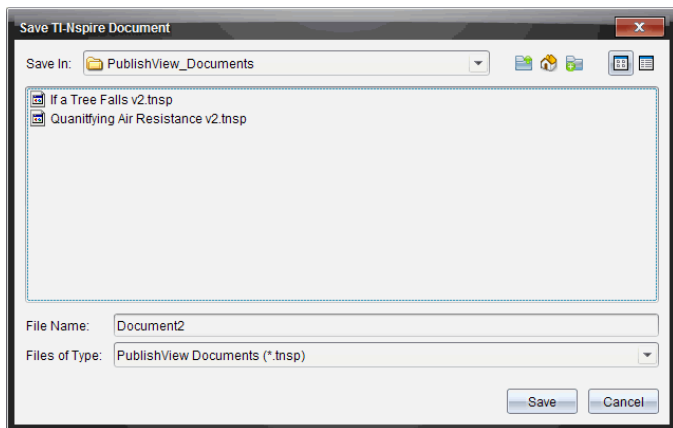 Save TI-Nspire Document
Save In: PublishView_Documents
If a Tree Falls v2.tnsp
Quanitfying Air Resistance v2.tnsp
File Name: Document2
Files of Type: PublishView Documents (*.tnsp)
Save Cancel